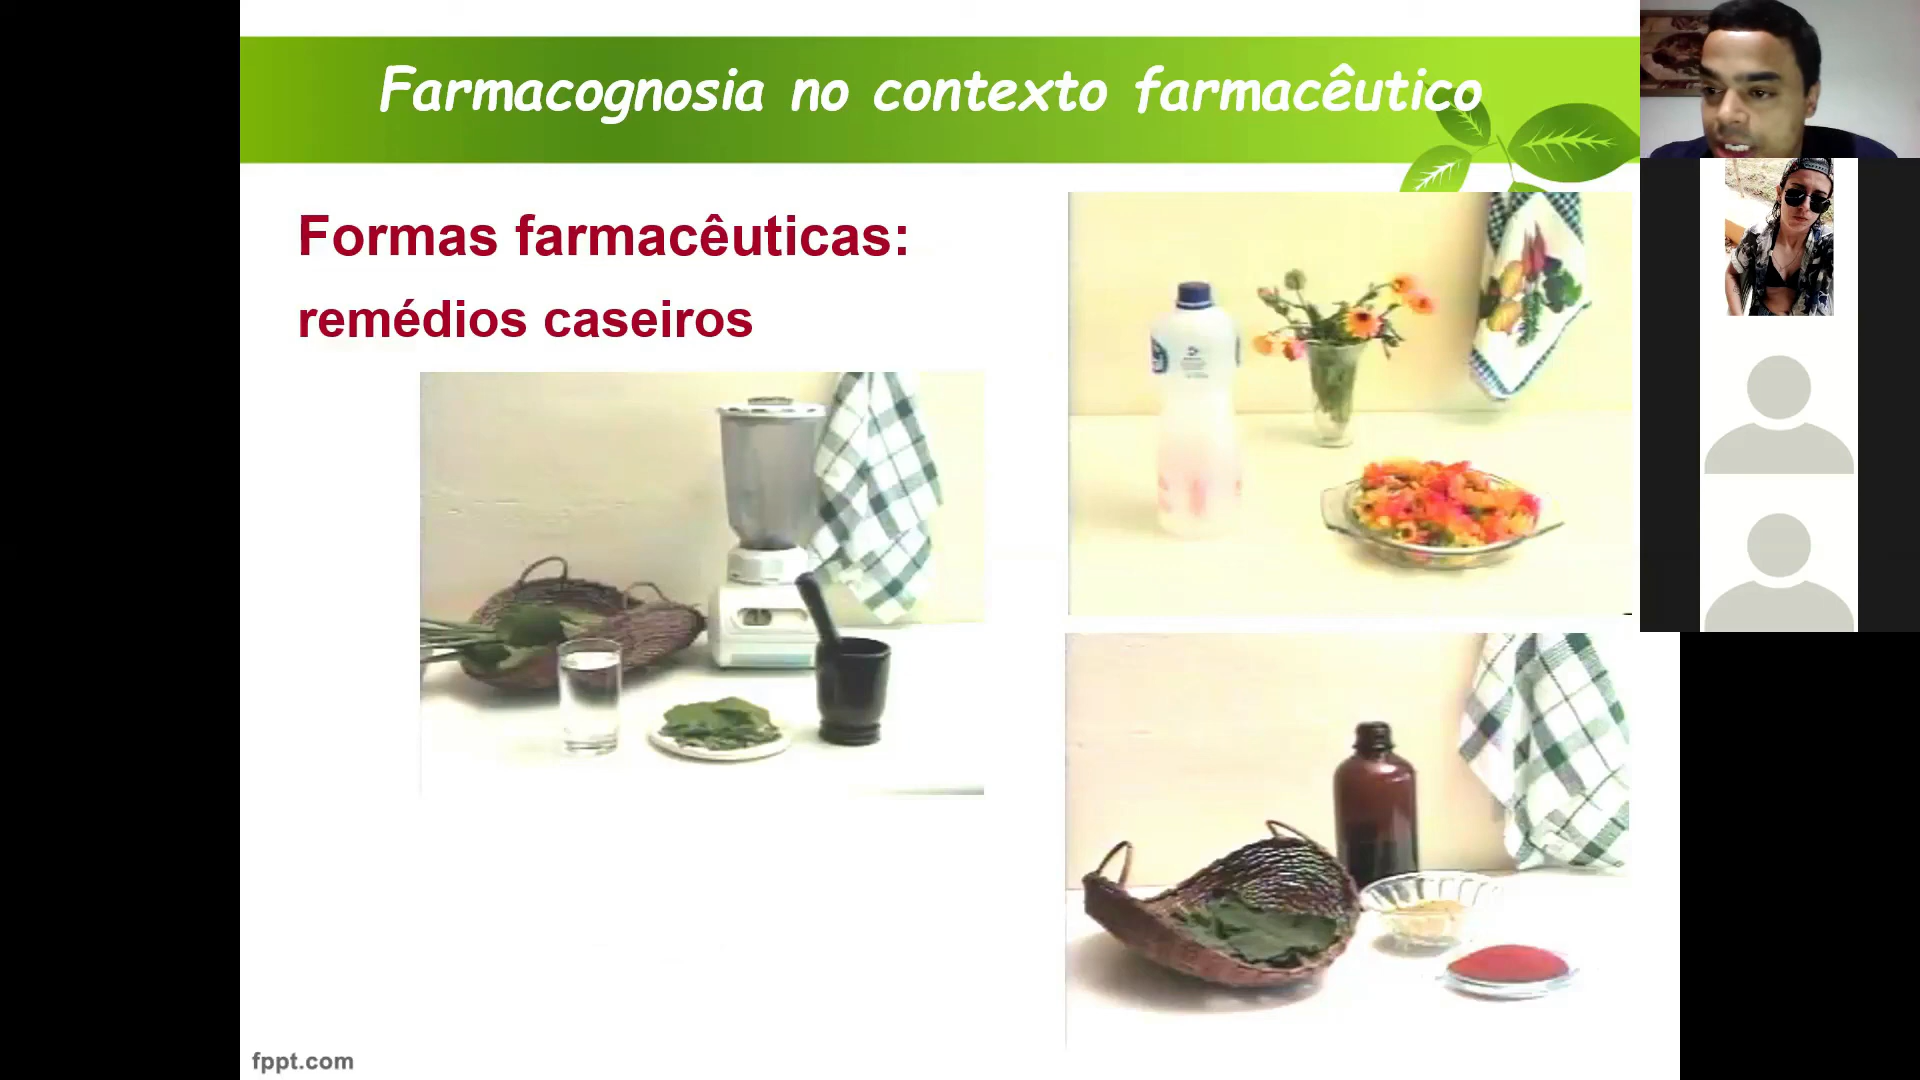 Farmacognosia no contexto farmacêutico
Formas farmacêuticas:
remédios caseiros
fppt.com